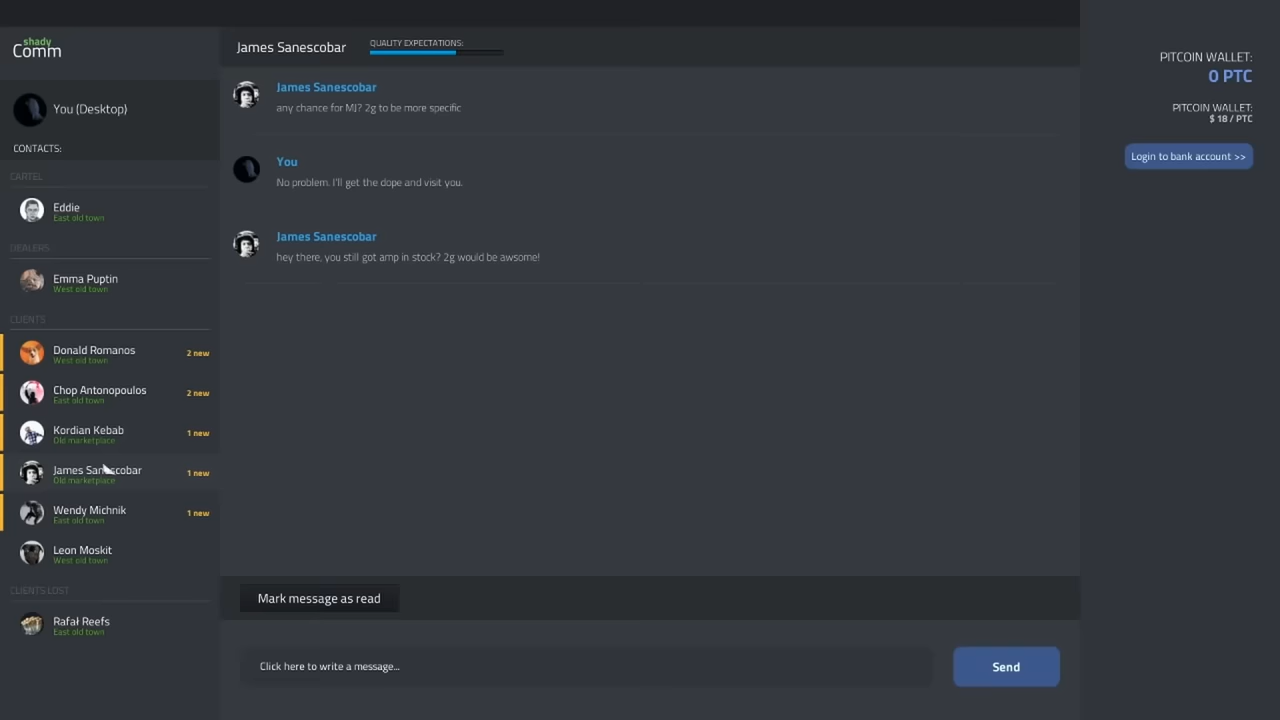 shady
Comm
You (Desktop)
CONTACTS:
CARTEL
Eddie
East old town
DEALERS
Emma Puptin
West old town
CLIENTS
Donald Romanos
West old town
2 new
Chop Antonopoulos
East old town
2 new
Kordian Kebab
Old marketplace
1 new
James Sanescobar
Old marketplace
1 new
Wendy Michnik
East old town
1 new
Leon Moskit
West old town
CLIENTS LOST
Rafał Reefs
East old town
James Sanescobar
QUALITY EXPECTATIONS:
James Sanescobar
any chance for MJ? 2g to be more specific
You
No problem. I'll get the dope and visit you.
James Sanescobar
hey there, you still got amp in stock? 2g would be awsome!
Mark message as read
Click here to write a message...
Send
PITCOIN WALLET:
0 PTC
PITCOIN WALLET:
$ 18 / PTC
Login to bank account >>